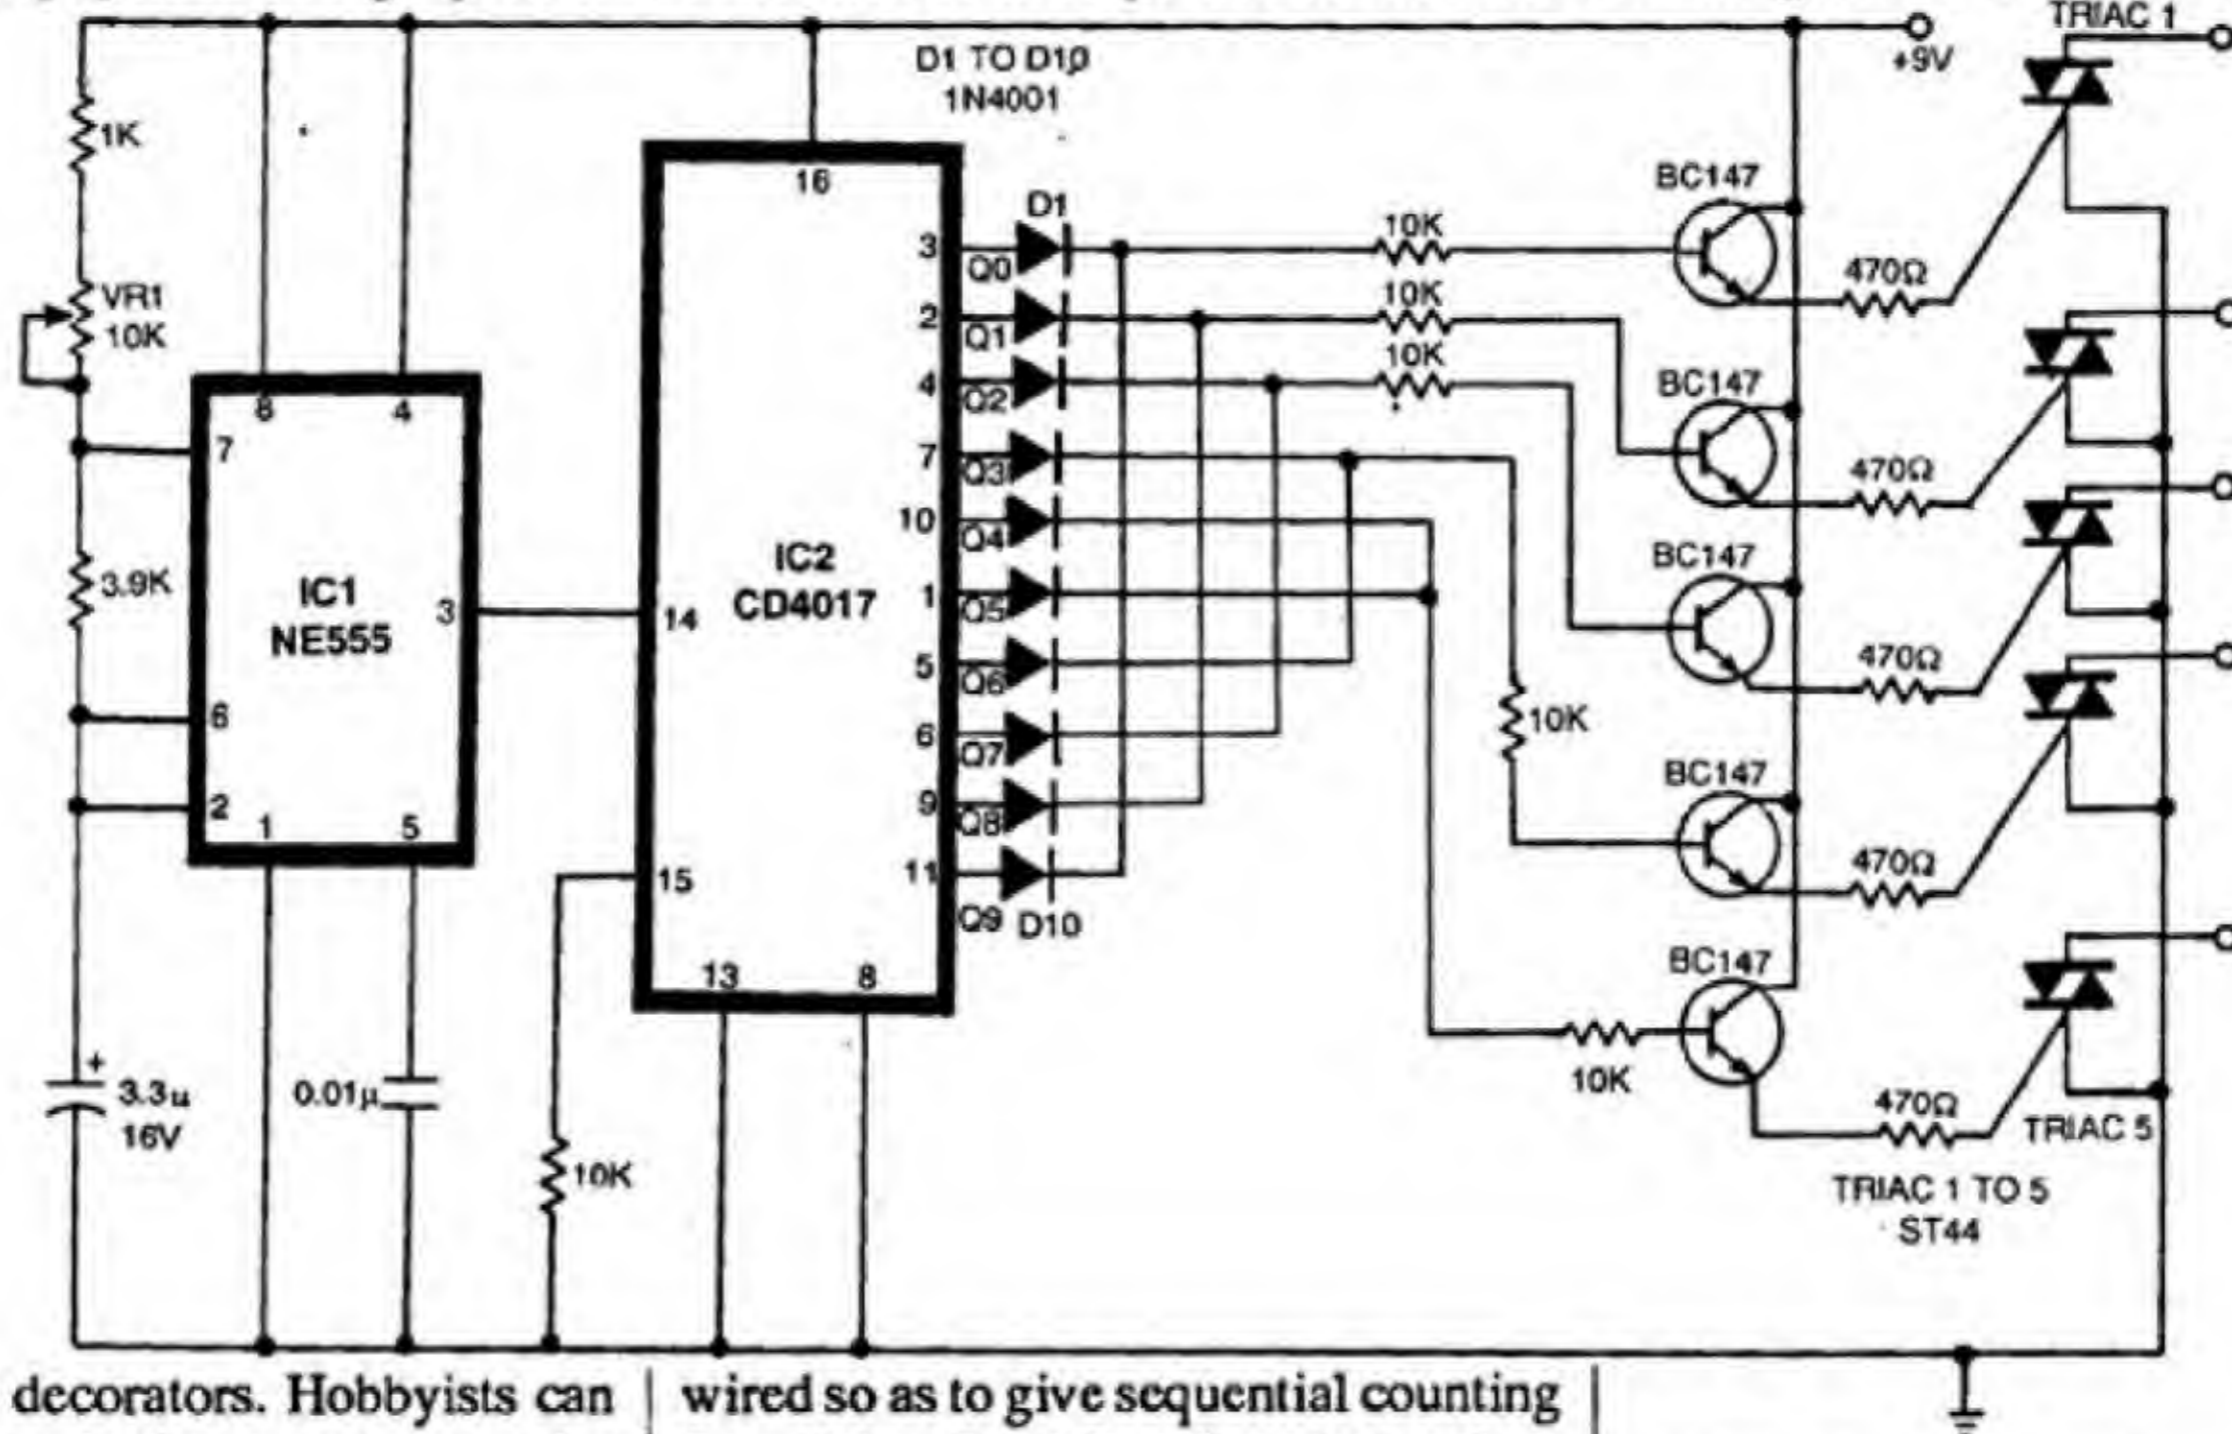 TRIAC 1
+9V
D1 TO D10
1N4001
1K
16
BC147
D1
3
Q0
10K
470Ω
VR1
10K
2
Q1
10K
10K
4
Q2
BC147
8
4
7
7
Q3
470Ω
10
Q4
IC2
CD4017
BC147
3.9K
IC1
NE555
3
14
1
Q5
5
Q6
470Ω
6
10K
6
Q7
BC147
2
1
5
9
Q8
470Ω
15
11
Q9
D10
13
8
BC147
+
3.3u
16V
0.01µ
10K
470Ω
TRIAC 5
10K
TRIAC 1 TO 5
ST44
decorators. Hobbyists can
wired so as to give sequential counting